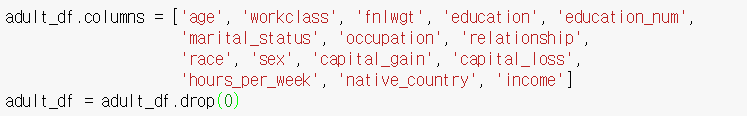 adult_df.columns = ['age', 'workclass', 'fnlwgt', 'education', 'education_num',
'marital_status', 'occupation', 'relationship',
'race', 'sex', 'capital_gain', 'capital_loss',
'hours_per_week', 'native_country', 'income']
adult_df = adult_df.drop(0)